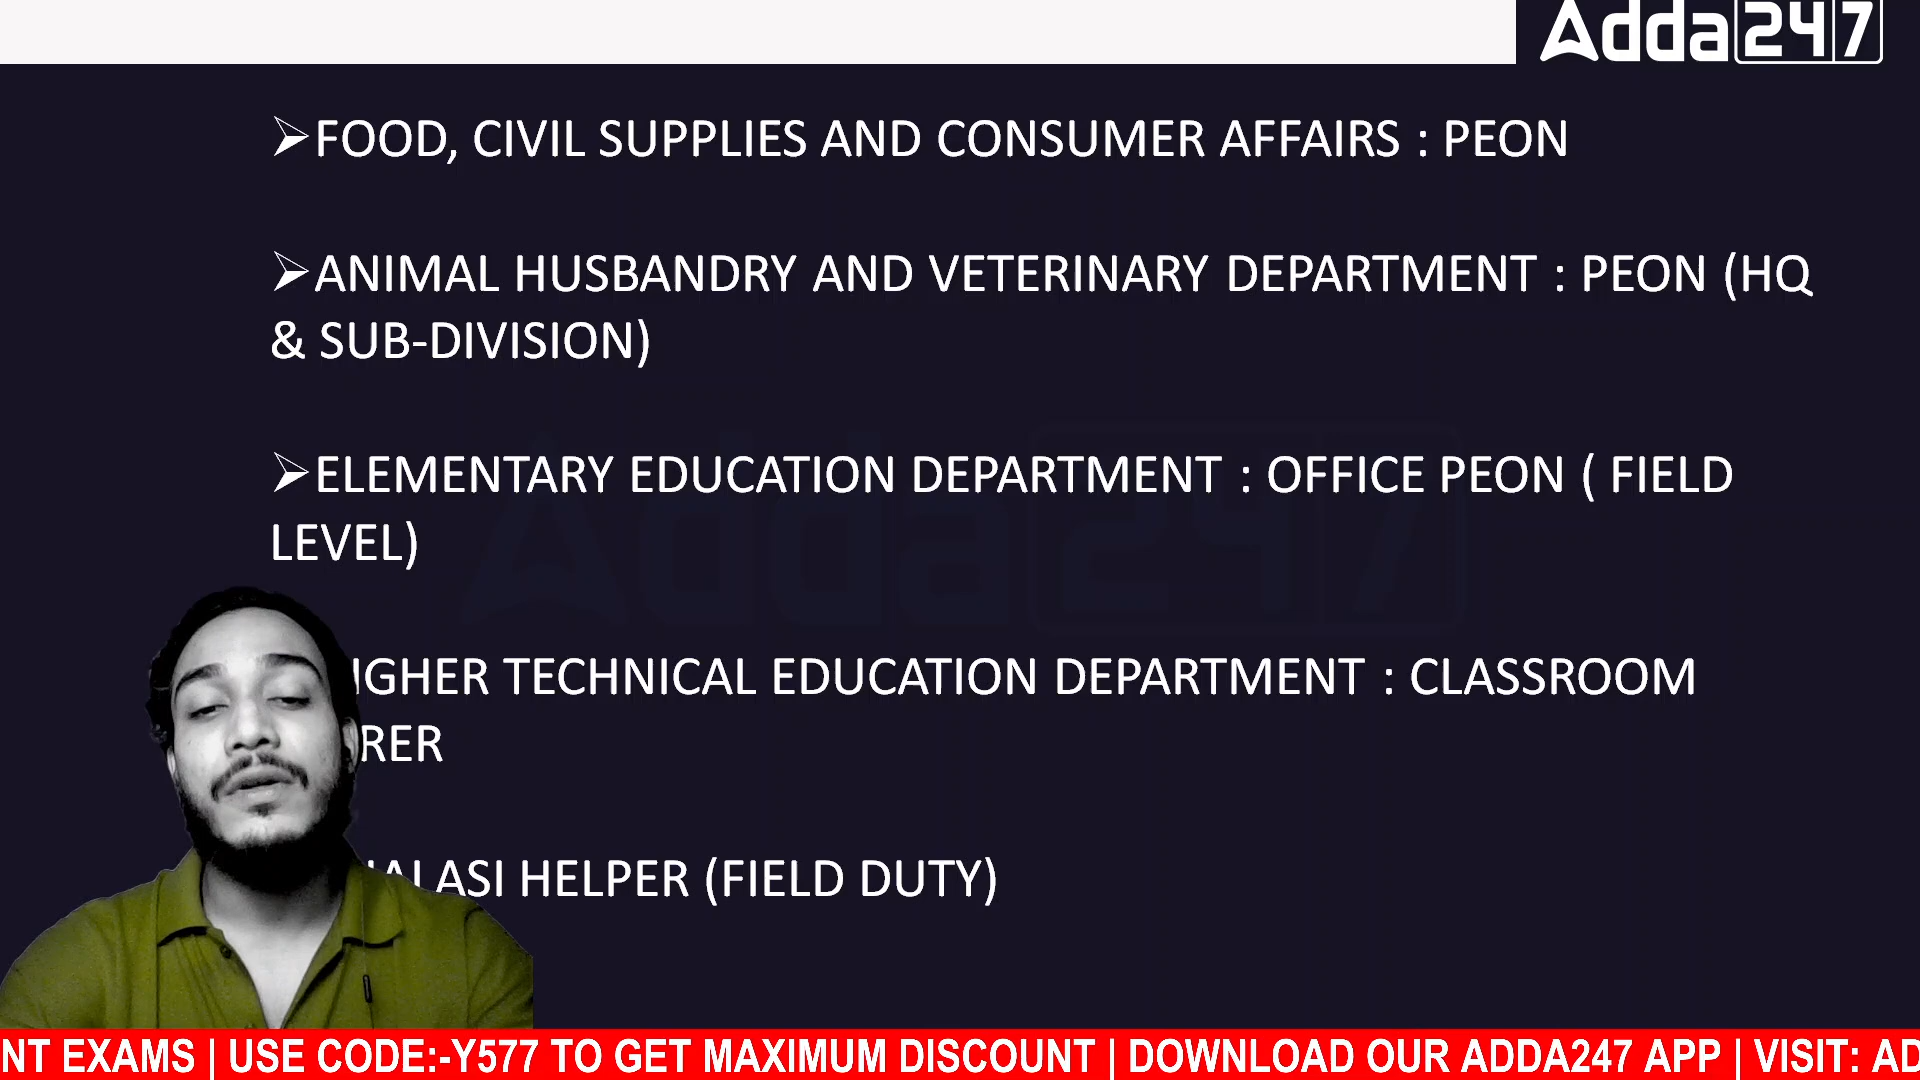 Adda247
➢FOOD, CIVIL SUPPLIES AND CONSUMER AFFAIRS : PEON
➢ANIMAL HUSBANDRY AND VETERINARY DEPARTMENT : PEON (HQ
& SUB-DIVISION)
➢ELEMENTARY EDUCATION DEPARTMENT : OFFICE PEON ( FIELD
LEVEL)
IGHER TECHNICAL EDUCATION DEPARTMENT : CLASSROOM
RER
ALASI HELPER (FIELD DUTY)
NT EXAMS | USE CODE:-Y577 TO GET MAXIMUM DISCOUNT | DOWNLOAD OUR ADDA247 APP | VISIT: AD